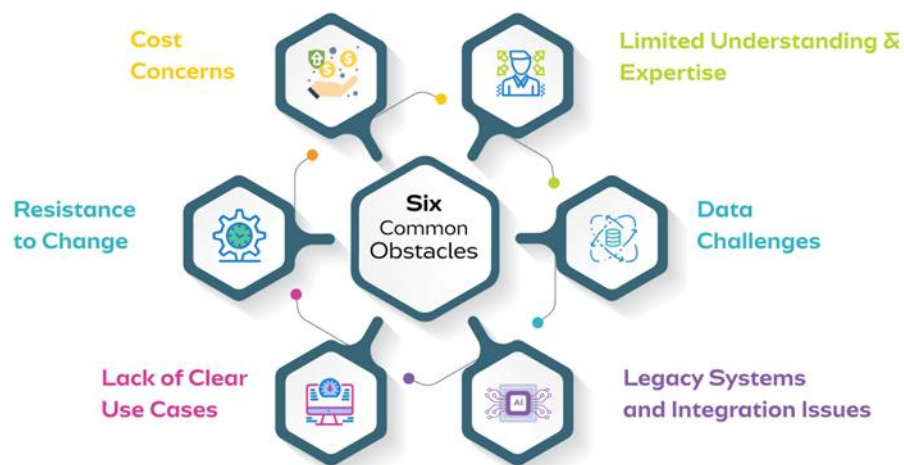 Cost
Concerns
Limited Understanding &
Expertise
Resistance
to Change
Six
Common
Obstacles
Data
Challenges
Lack of Clear
Use Cases
AI
Legacy Systems
and Integration Issues